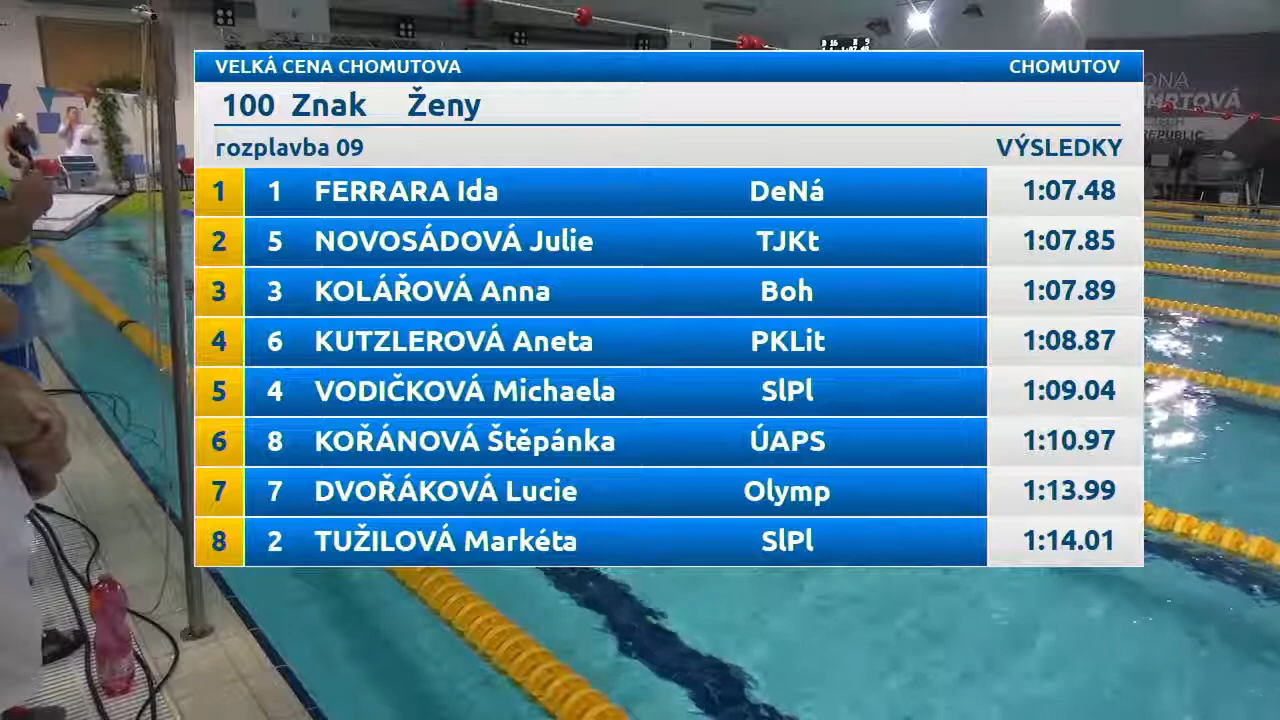 VELKÁ CENA CHOMUTOVA CHOMUTOV
100 Znak Ženy
rozplavba 09 VÝSLEDKY
1 1 FERRARA Ida DeNá 1:07.48
2 5 NOVOSÁDOVÁ Julie TJKt 1:07.85
3 3 KOLÁŘOVÁ Anna Boh 1:07.89
4 6 KUTZLEROVÁ Aneta PKLit 1:08.87
5 4 VODIČKOVÁ Michaela SlPl 1:09.04
6 8 KOŘÁNOVÁ Štěpánka ÚAPS 1:10.97
7 7 DVOŘÁKOVÁ Lucie Olymp 1:13.99
8 2 TUŽILOVÁ Markéta SlPl 1:14.01
REPUBLIC